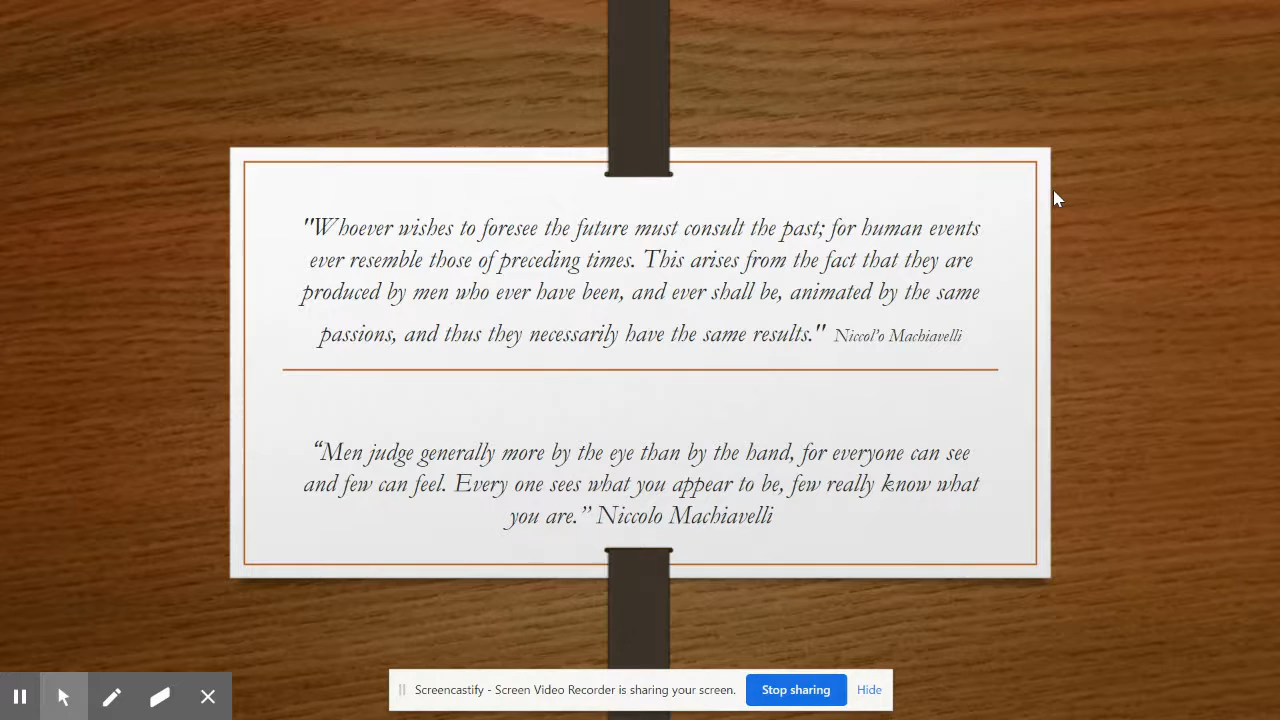 "Whoever wishes to foresee the future must consult the past; for human events
ever resemble those of preceding times. This arises from the fact that they are
produced by men who ever have been, and ever shall be, animated by the same
passions, and thus they necessarily have the same results." Niccol'o Machiavelli
“Men judge generally more by the eye than by the hand, for everyone can see
and few can feel. Every one sees what you appear to be, few really know what
you are.” Niccolo Machiavelli
Screencastify - Screen Video Recorder is sharing your screen. Stop sharing Hide